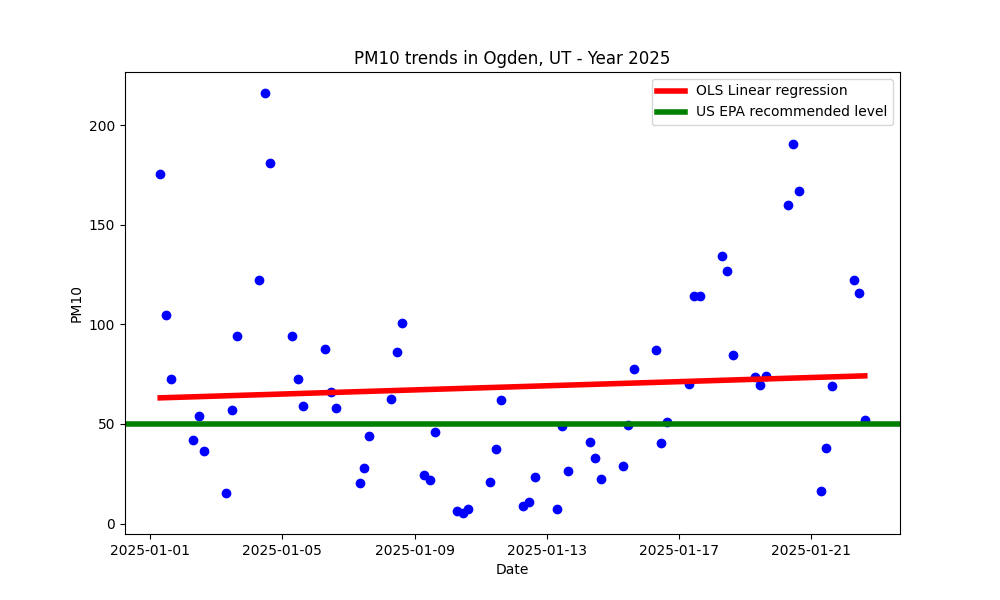 PM10 trends in Ogden, UT - Year 2025
OLS Linear regression
US EPA recommended level
200
150
100
50
0
PM10
2025-01-01 2025-01-05 2025-01-09 2025-01-13 2025-01-17 2025-01-21
Date